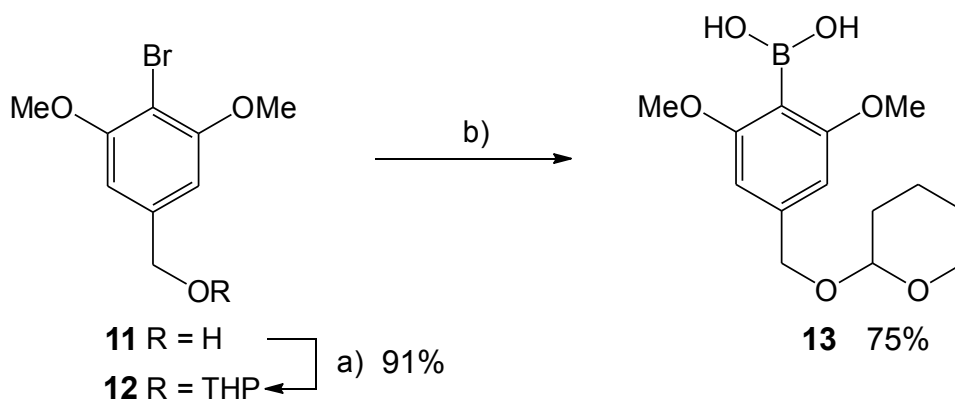 HO OH
B
Br
MeO OMe
MeO OMe
b)
OR
O O
11 R = H
a) 91%
12 R = THP
13 75%